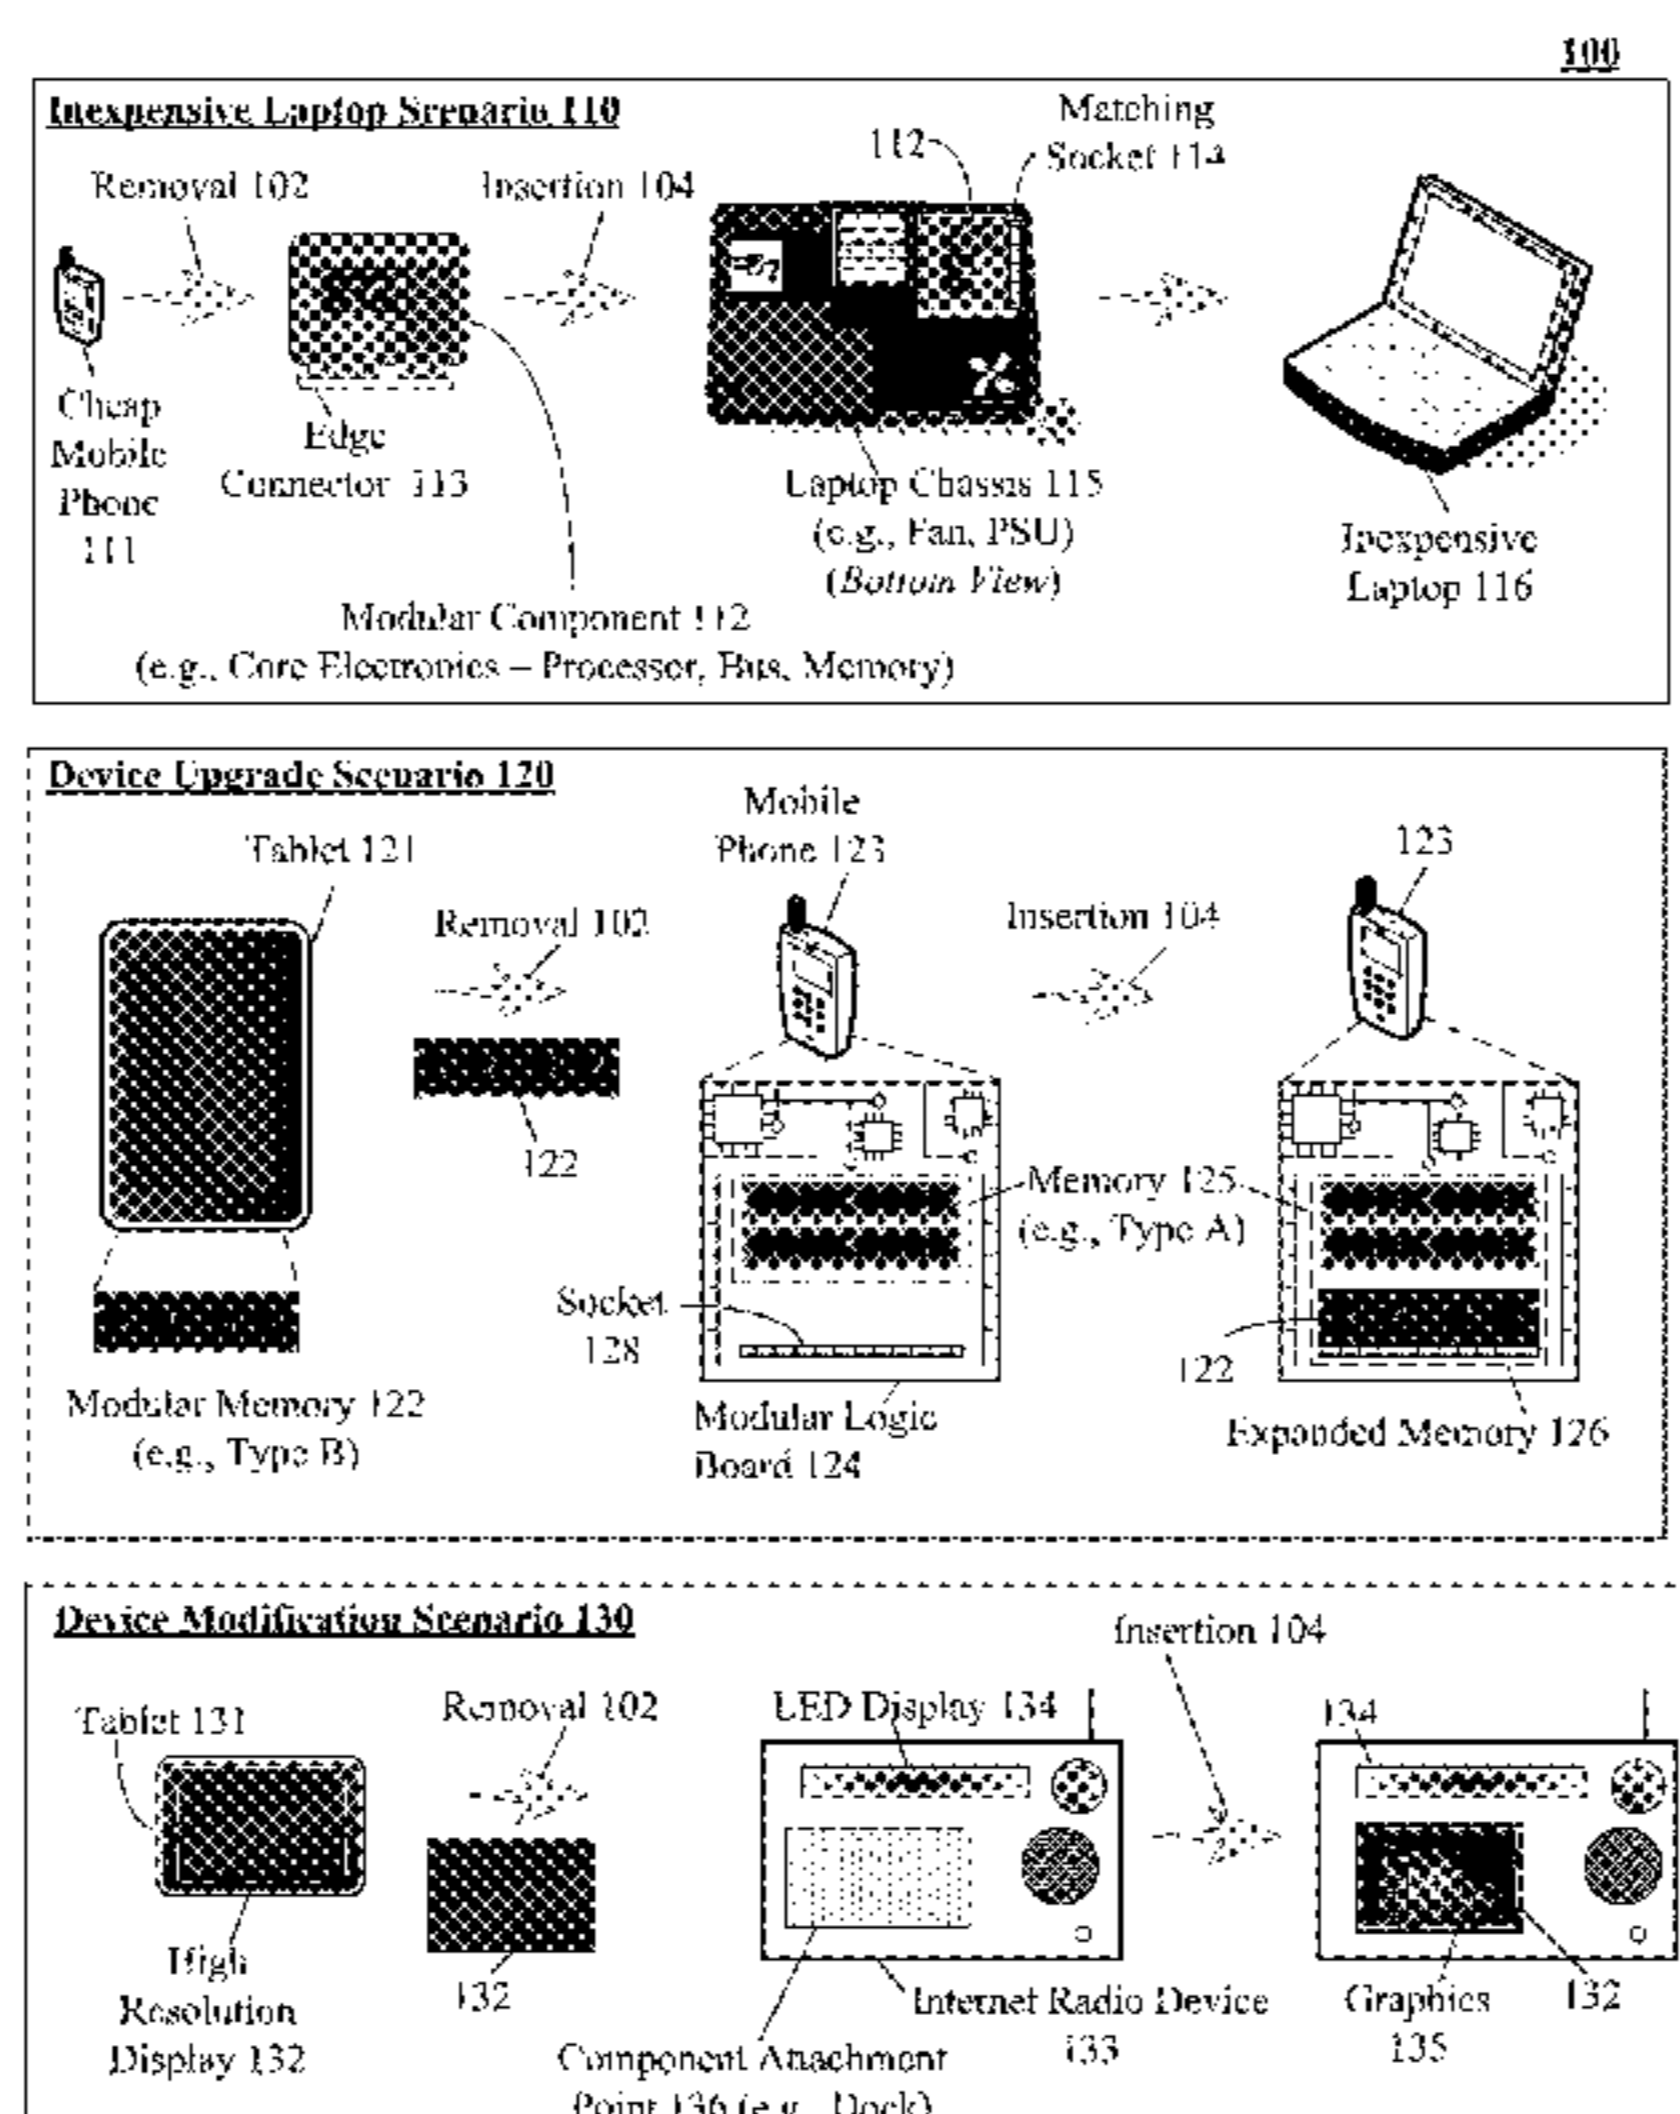 100
Inexpensive Laptop Scenario 110
Removal 102
Insertion 104
112
Matching
Socket 114
Cheap
Mobile
Phone
111
Edge
Connector 113
Laptop Chassis 115
(e.g., Fan, PSU)
(Bottom View)
Inexpensive
Laptop 116
Modular Component 112
(e.g., Core Electronics – Processor, Bus, Memory)
Device Upgrade Scenario 120
Tablet 121
Removal 102
Mobile
Phone 123
Insertion 104
123
122
Memory 125
(e.g., Type A)
Socket
128
122
Modular Memory 122
(e.g., Type B)
Modular Logic
Board 124
Expanded Memory 126
Device Modification Scenario 130
Insertion 104
Tablet 131
Removal 102
LED Display 134
134
High
Resolution
Display 132
132
Internet Radio Device
133
Graphics
135
132
Component Attachment
Point 136 (e.g., Dock)